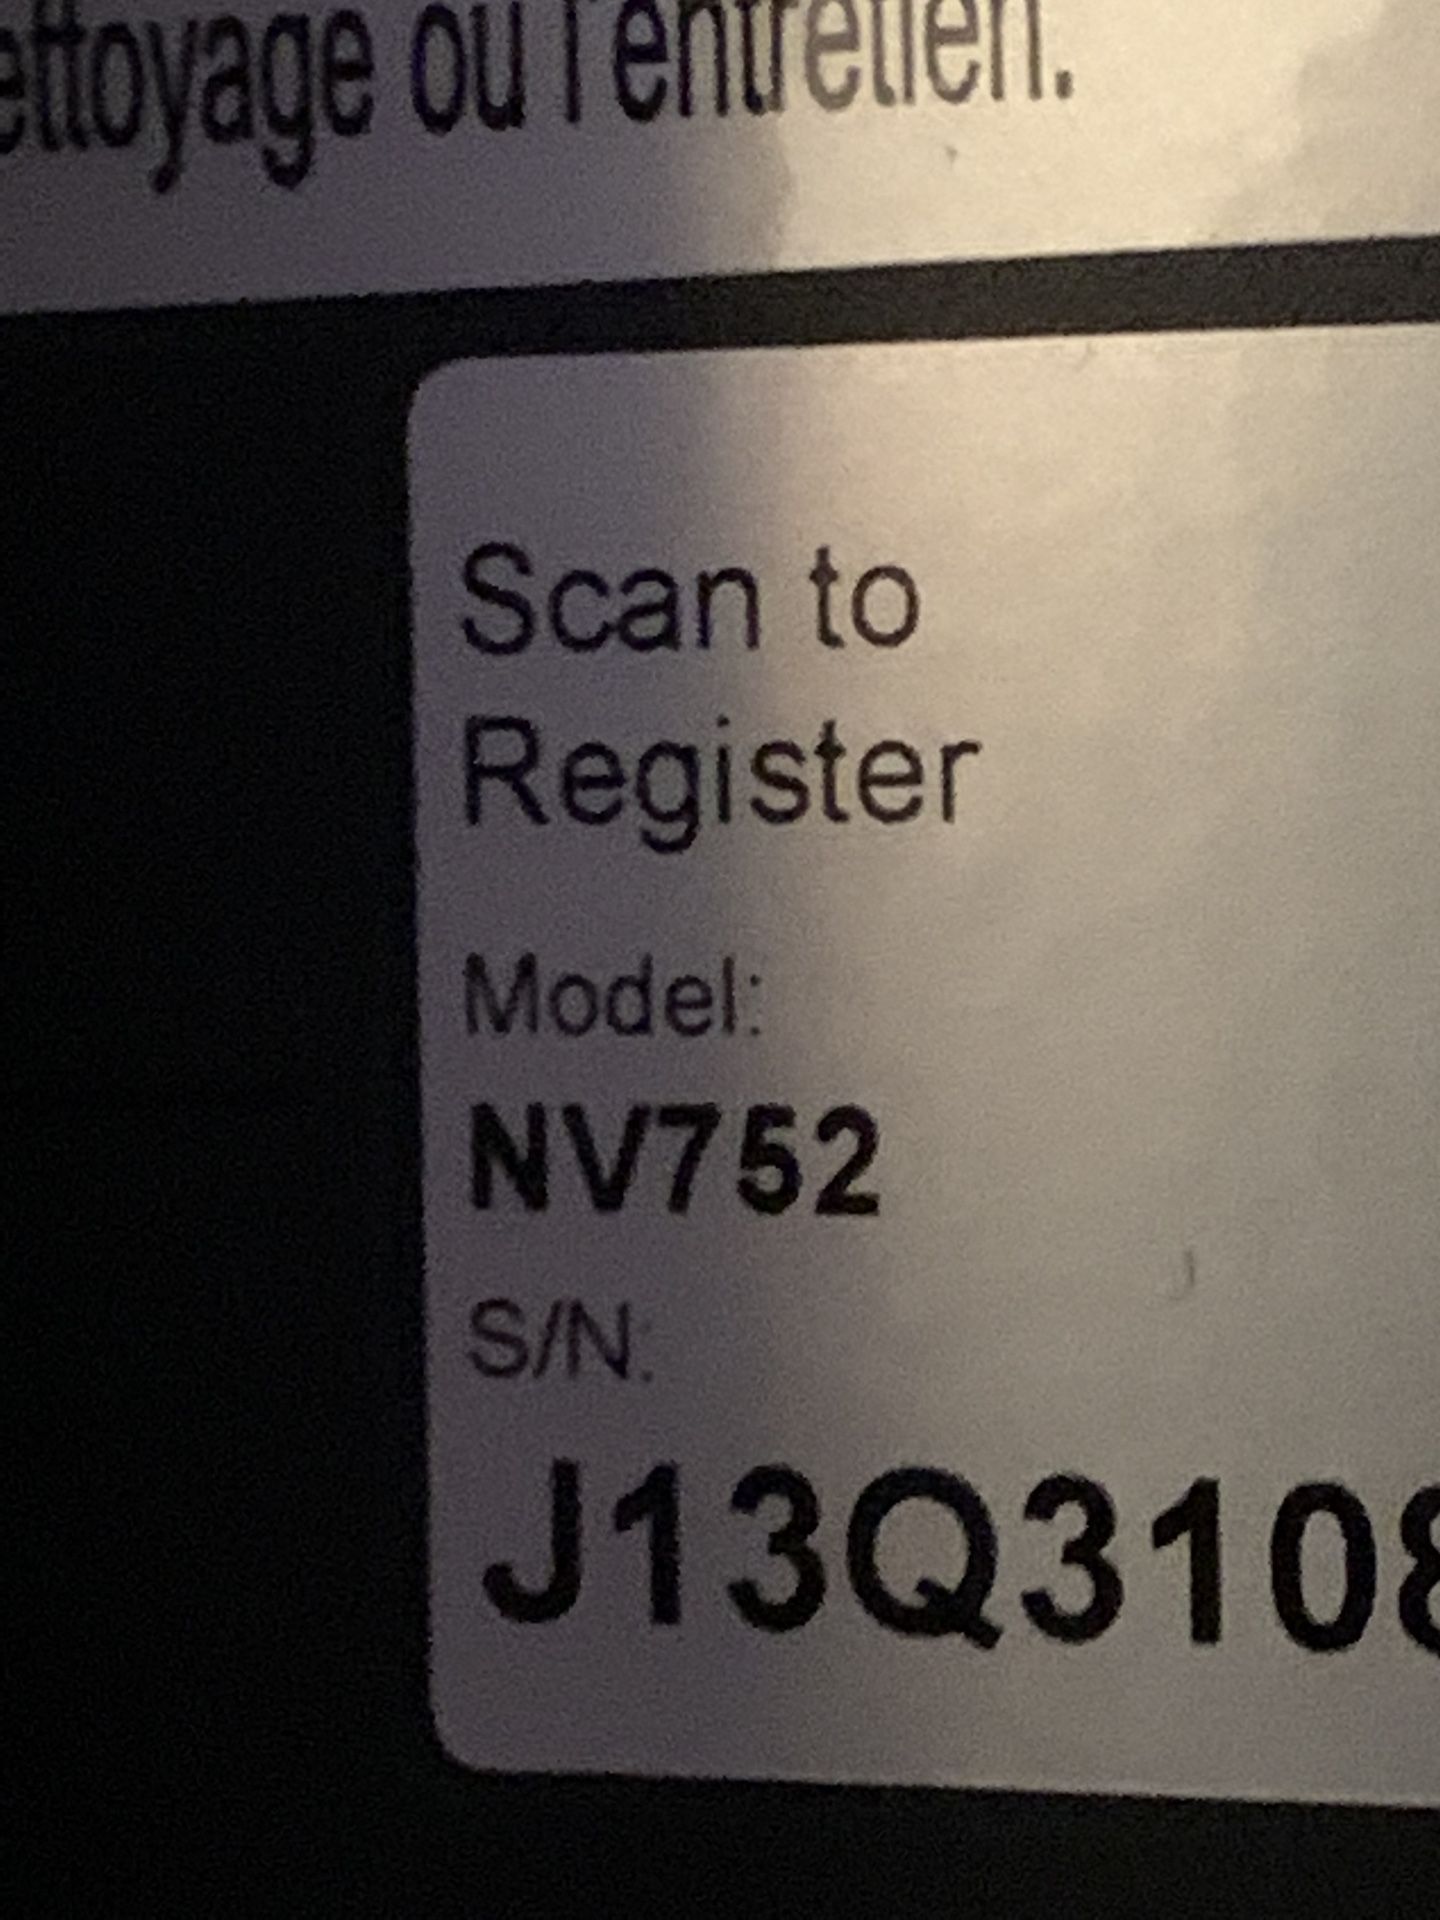 ettoyage ou l'entretien.
Scan to
Register
Model:
NV752
S/N:
J13Q3108